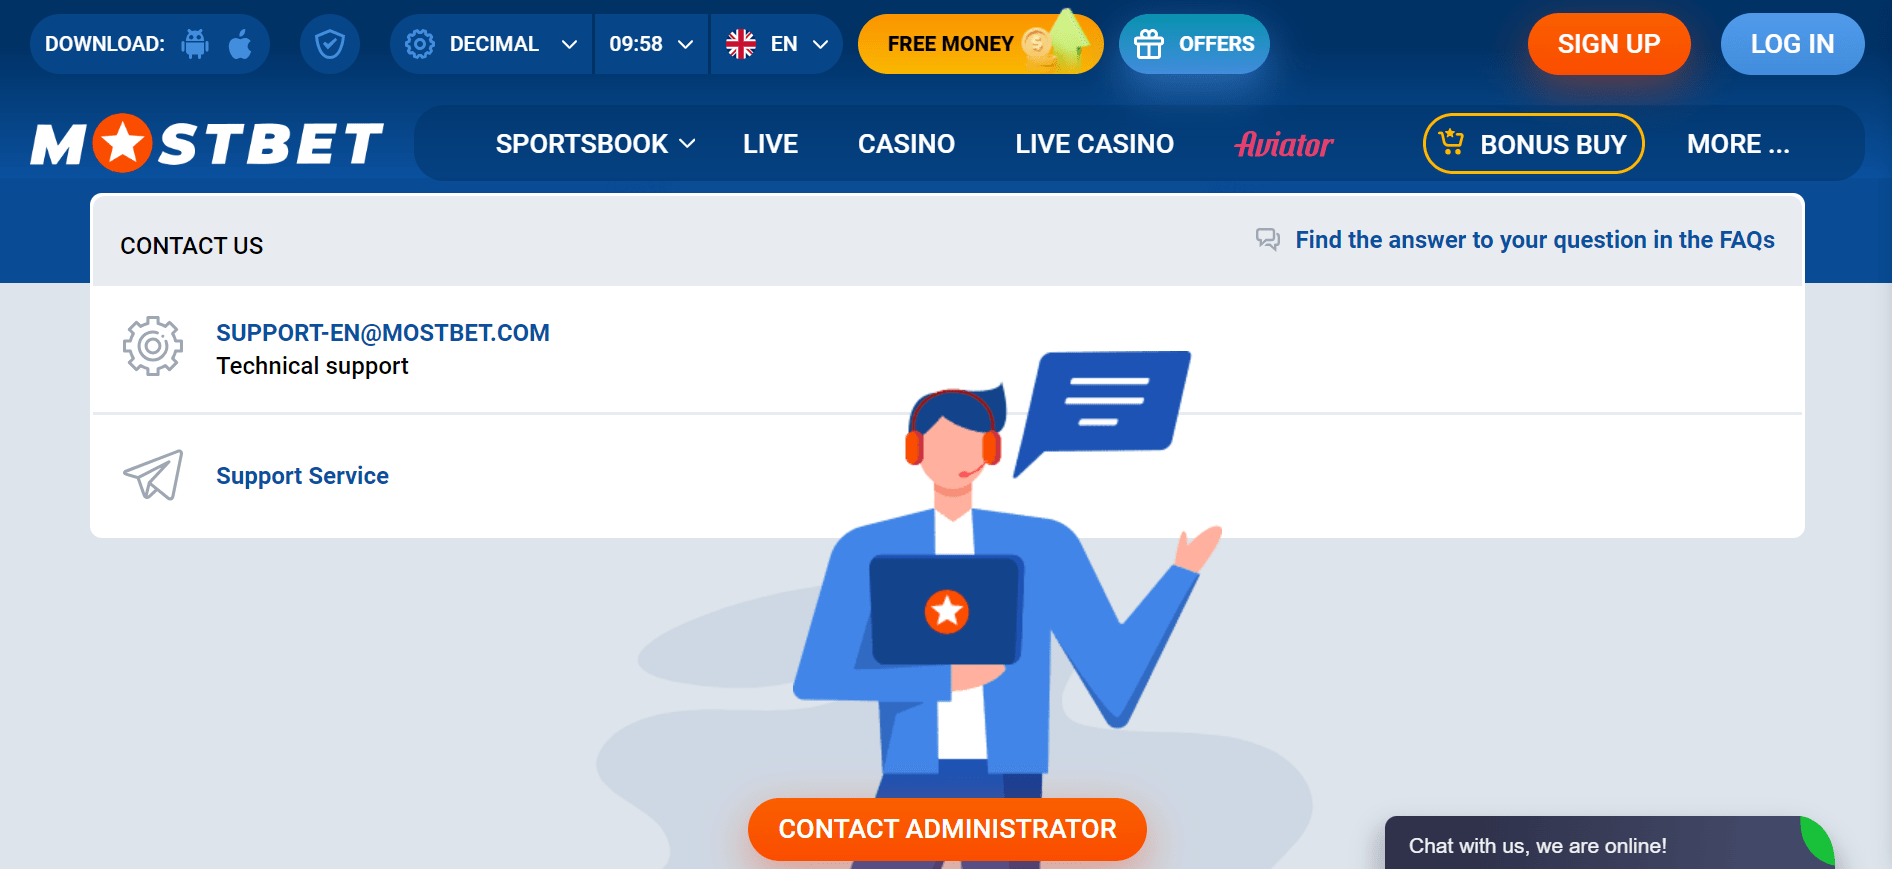 DOWNLOAD:
DECIMAL
09:58
EN
FREE MONEY
OFFERS
SIGN UP
LOG IN
MOSTBET
SPORTSBOOK
LIVE
CASINO
LIVE CASINO
Aviator
BONUS BUY
MORE ...
CONTACT US
Find the answer to your question in the FAQs
SUPPORT-EN@MOSTBET.COM
Technical support
Support Service
CONTACT ADMINISTRATOR
Chat with us, we are online!